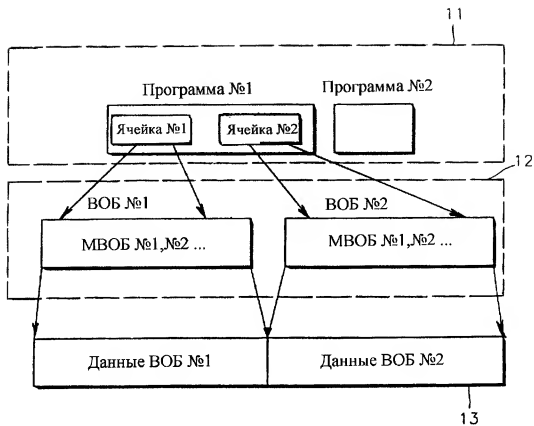 11
Программа №1 Программа №2
Ячейка №1 Ячейка №2
12
ВОБ №1 ВОБ №2
МВОБ №1,№2 ... МВОБ №1,№2 ...
Данные ВОБ №1 Данные ВОБ №2
13